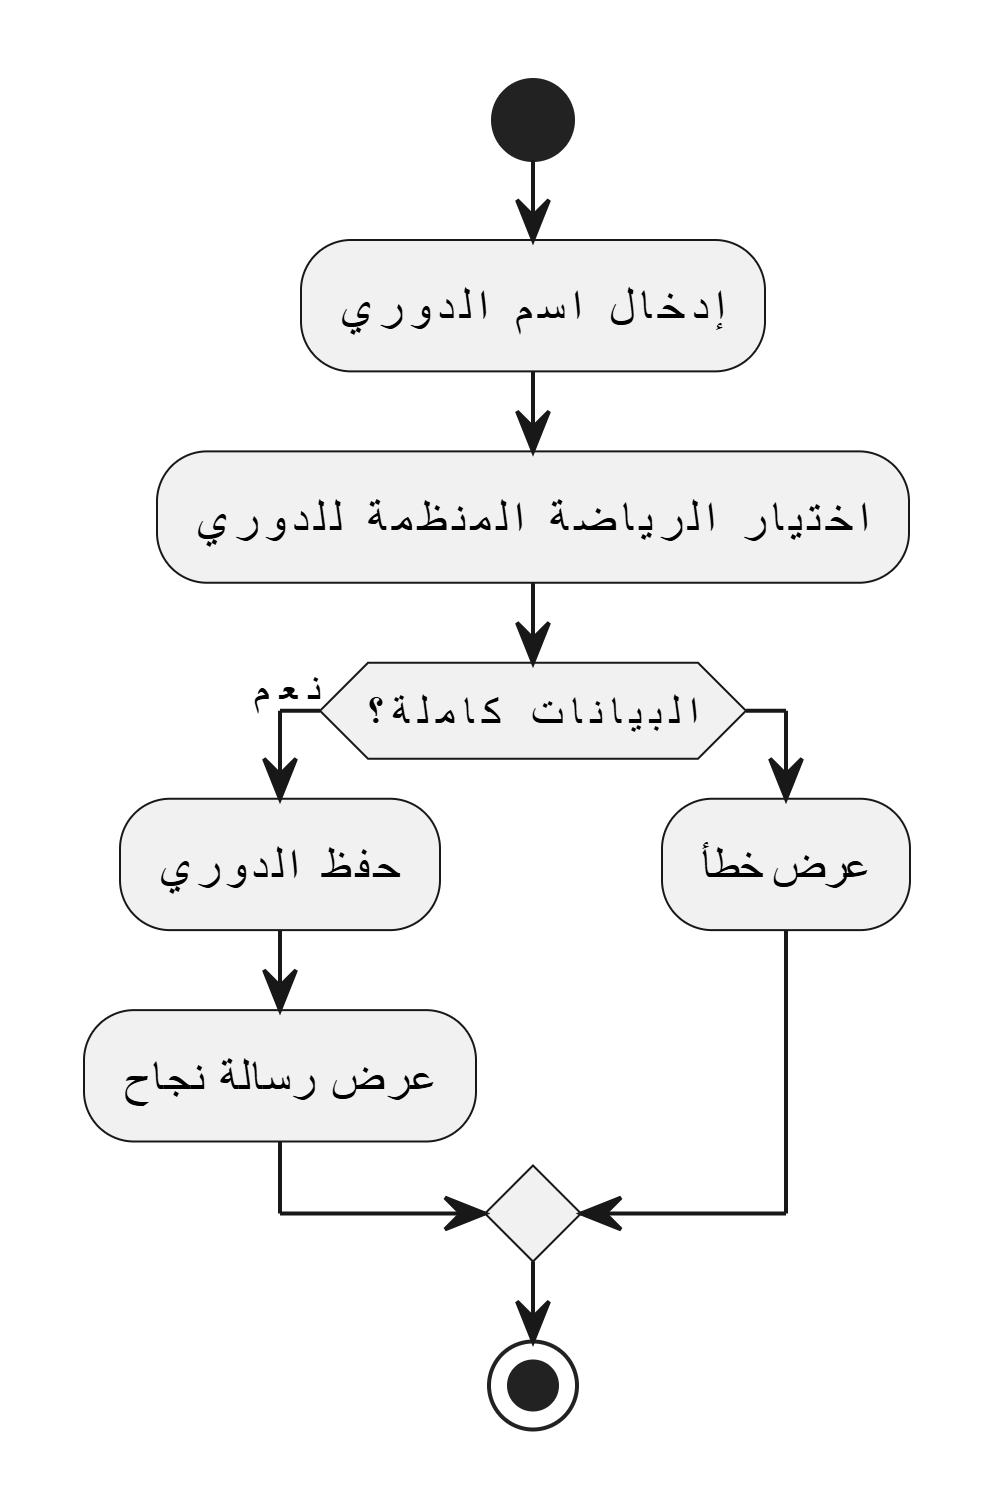 إدخال اسم الدوري
اختيار الرياضة المنظمة للدوري
البيانات كاملة؟
نعم
حفظ الدوري
عرض خطأ
عرض رسالة نجاح